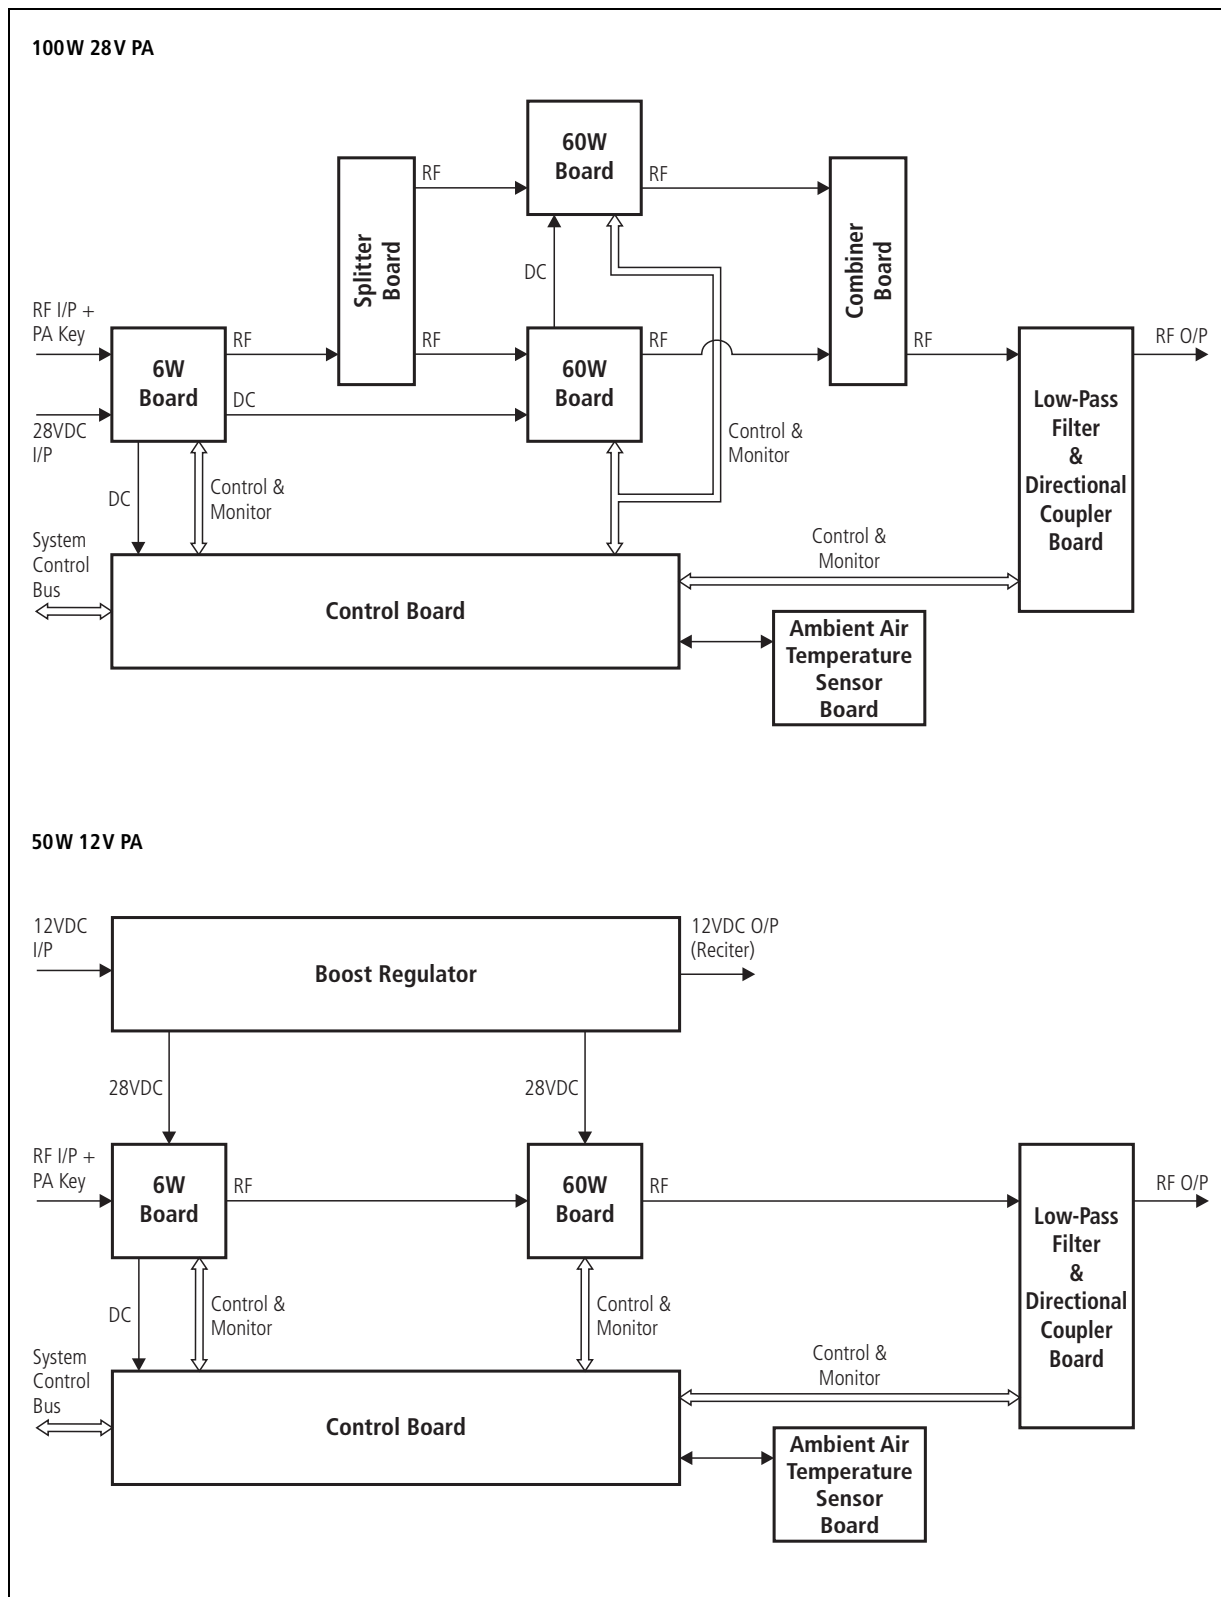 100W 28V PA
60W
Board
RF
RF
Splitter
Board
Combiner
Board
DC
RF I/P +
PA Key
6W
Board
RF
RF
60W
Board
RF
RF
RF O/P
DC
28VDC
I/P
Low-Pass
Filter
&
Directional
Coupler
Board
Control &
Monitor
DC
Control &
Monitor
System
Control
Bus
Control &
Monitor
Control Board
Ambient Air
Temperature
Sensor
Board
50W 12V PA
12VDC
I/P
Boost Regulator
12VDC O/P
(Reciter)
28VDC
28VDC
RF I/P +
PA Key
6W
Board
RF
60W
Board
RF
RF O/P
Low-Pass
Filter
&
Directional
Coupler
Board
DC
Control &
Monitor
Control &
Monitor
System
Control
Bus
Control &
Monitor
Control Board
Ambient Air
Temperature
Sensor
Board